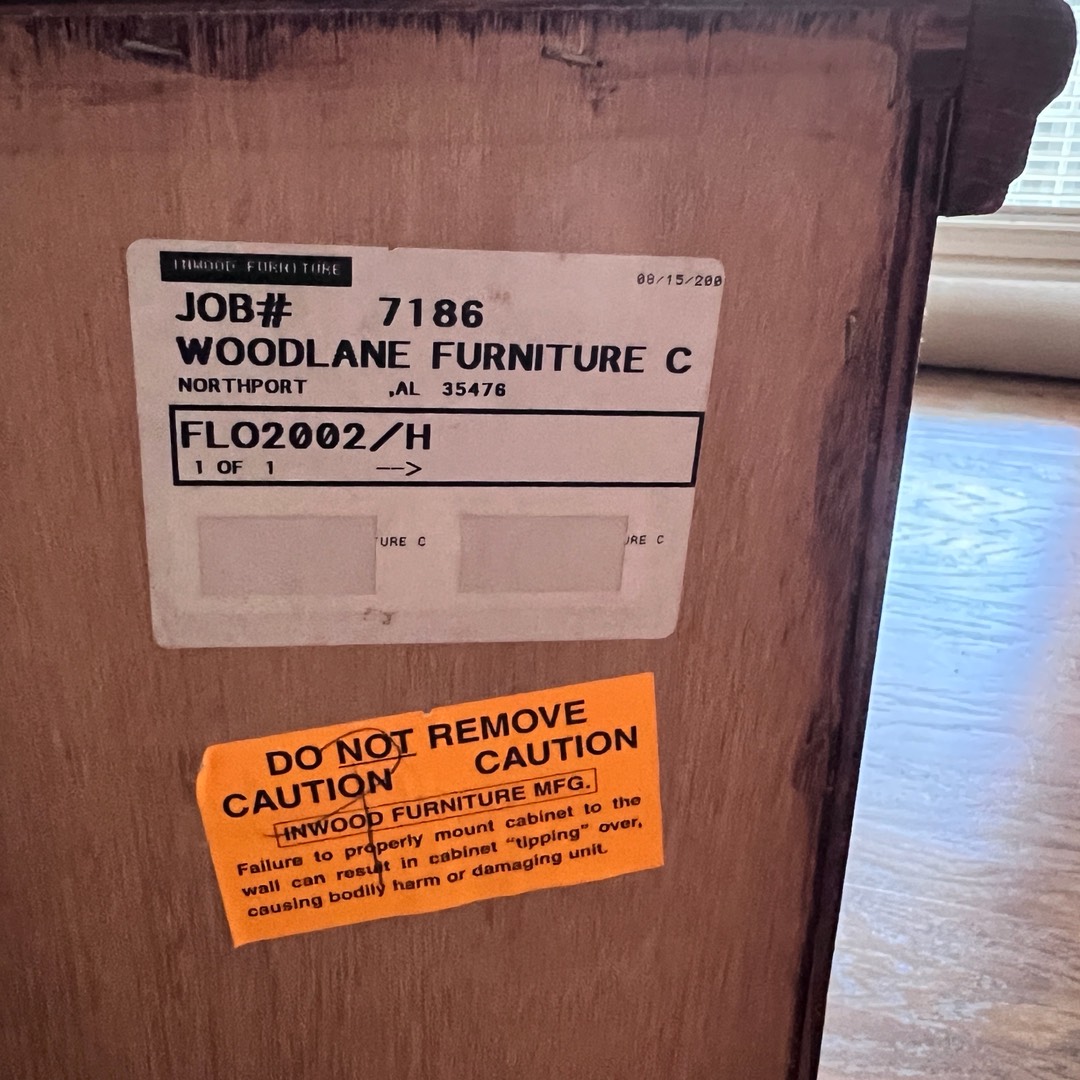 INWOOD FURNITURE
08/15/200
JOB# 7186
WOODLANE FURNITURE C
NORTHPORT ,AL 35476
FLO2002/H
1 OF 1 -->
URE C URE C
DO NOT REMOVE
CAUTION CAUTION
INWOOD FURNITURE MFG.
Failure to properly mount cabinet to the
wall can result in cabinet "tipping" over,
causing bodily harm or damaging unit.